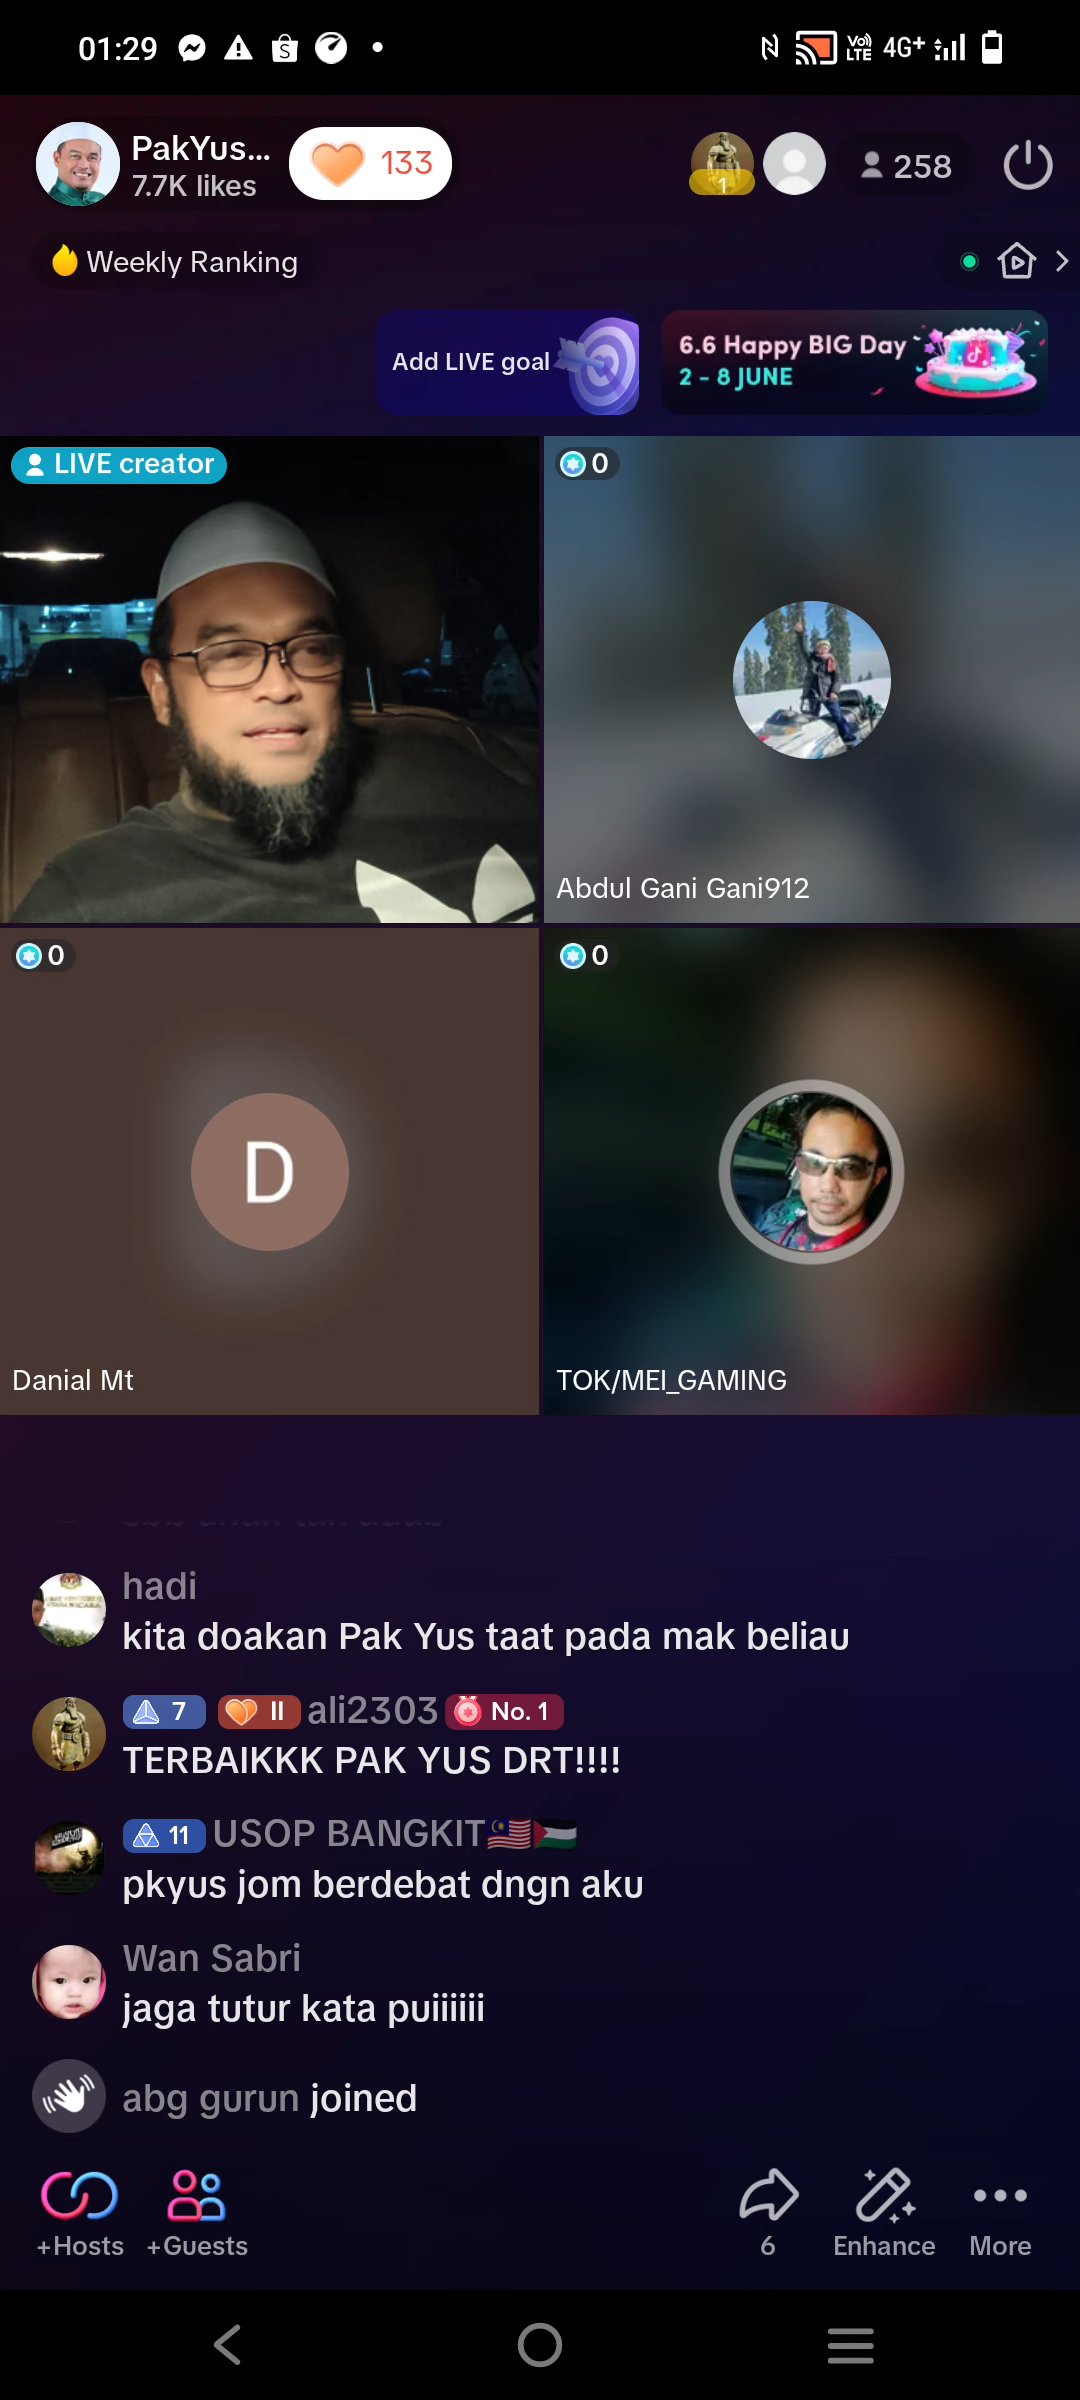 01:29
4G+
VoLTE
PakYus...
7.7K likes
133
1
258
Weekly Ranking
Add LIVE goal
6.6 Happy BIG Day
2 - 8 JUNE
LIVE creator
0
Abdul Gani Gani912
0
Danial Mt
0
TOK/MEI_GAMING
D
hadi
kita doakan Pak Yus taat pada mak beliau
7 II ali2303 No. 1
TERBAIKKK PAK YUS DRT!!!!
11 USOP BANGKIT🇲🇾🇵🇸
pkyus jom berdebat dngn aku
Wan Sabri
jaga tutur kata puiiiiii
abg gurun joined
+Hosts
+Guests
6
Enhance
More